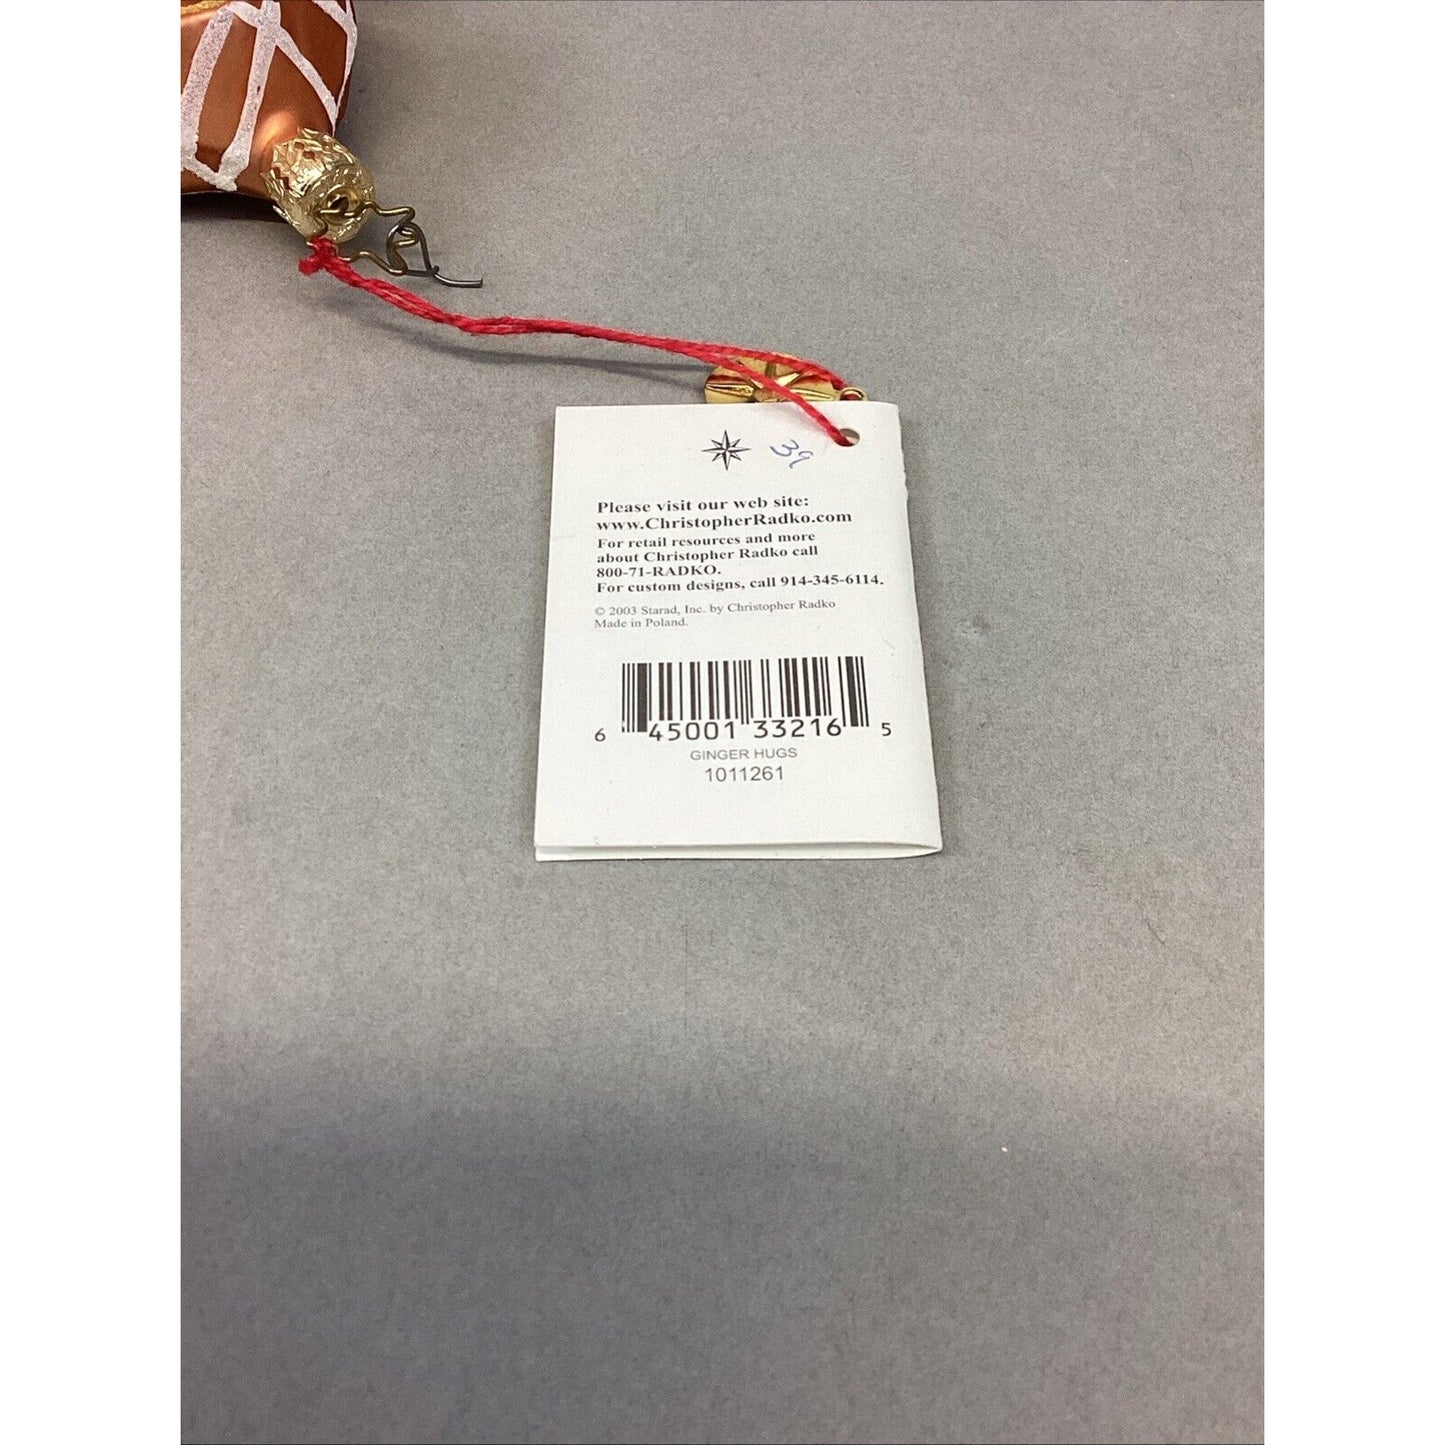 39
Please visit our web site:
www.ChristopherRadko.com
For retail resources and more
about Christopher Radko call
800-71-RADKO.
For custom designs, call 914-345-6114.
© 2003 Starad, Inc. by Christopher Radko
Made in Poland.
6 45001 33216 5
GINGER HUGS
1011261